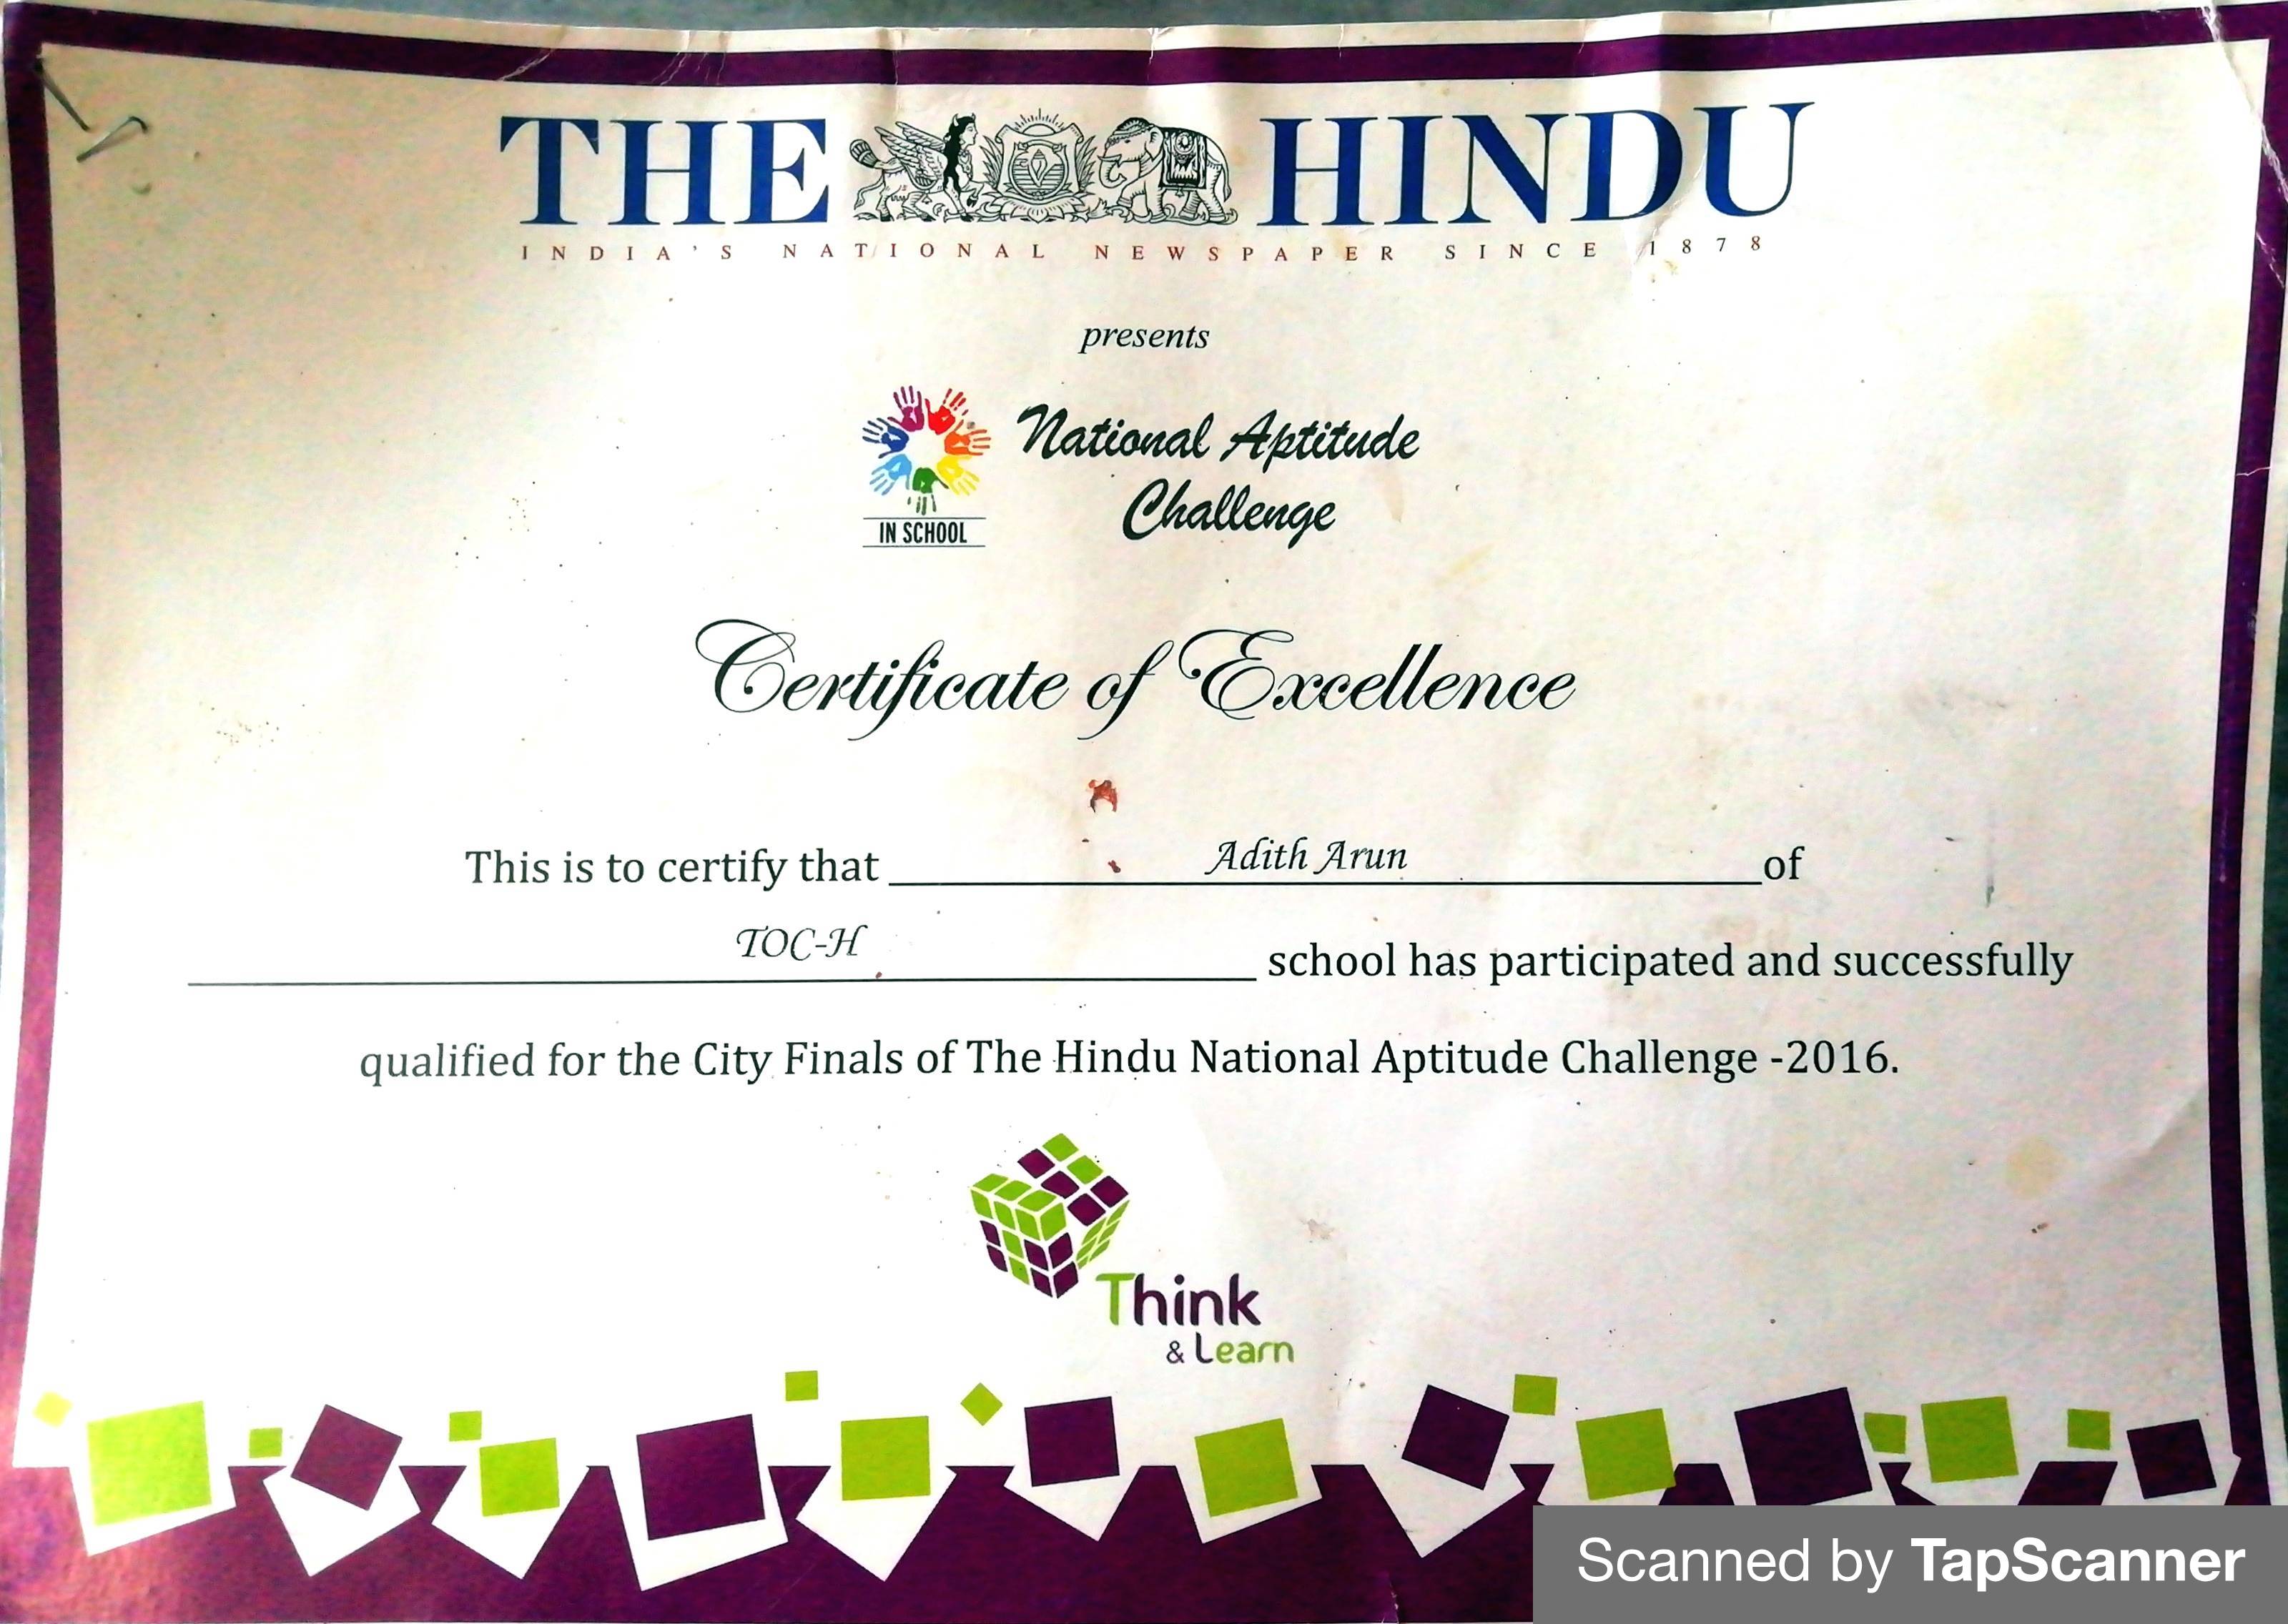 THE HINDU
INDIA'S NATIONAL NEWSPAPER SINCE 1878
presents
National Aptitude
Challenge
IN SCHOOL
Certificate of Excellence
This is to certify that Adith Arun of
TOC-H school has participated and successfully
qualified for the City Finals of The Hindu National Aptitude Challenge -2016.
Think
& Learn
Scanned by TapScanner